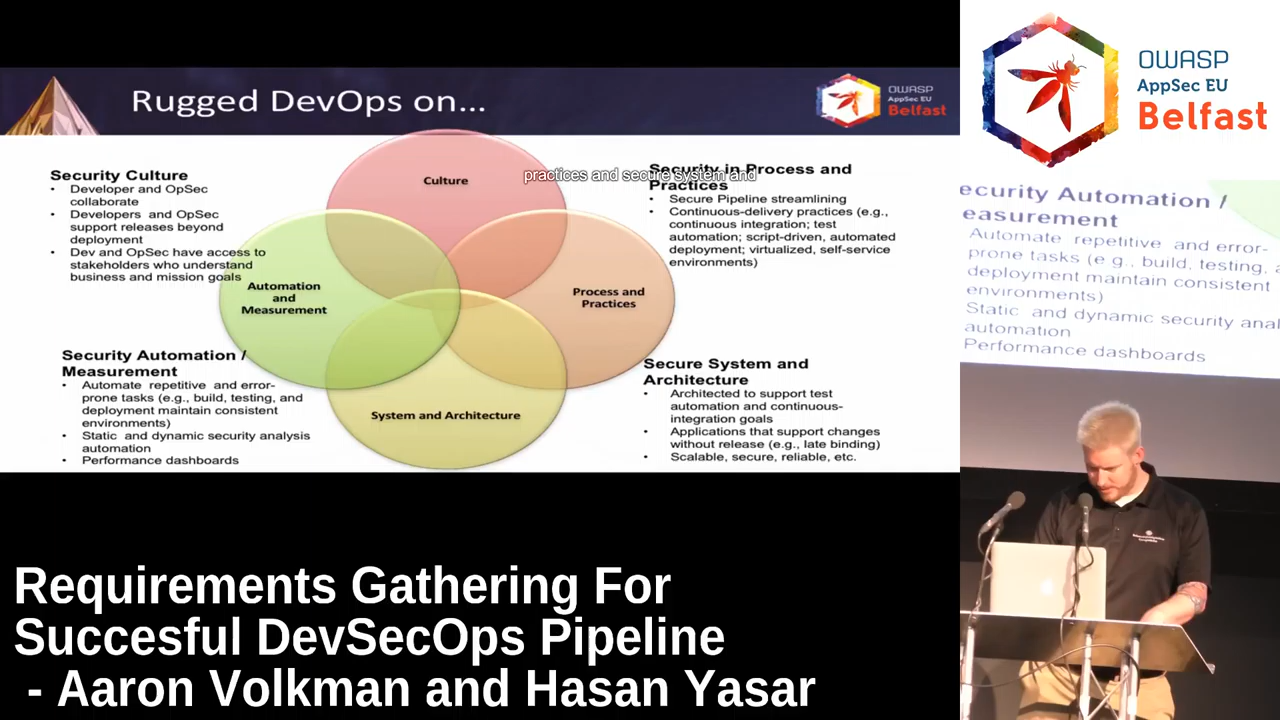 Rugged DevOps on...
OWASP
AppSec EU
Belfast
Security Culture
• Developer and OpSec
collaborate
• Developers and OpSec
support releases beyond
deployment
• Dev and OpSec have access to
stakeholders who understand
business and mission goals
Culture
practices and secure system and
Security in Process and
Practices
• Secure Pipeline streamlining
• Continuous-delivery practices (e.g.,
continuous integration; test
automation; script-driven, automated
deployment; virtualized, self-service
environments)
Automation
and
Measurement
Process and
Practices
Security Automation /
Measurement
• Automate repetitive and error-
prone tasks (e.g., build, testing, and
deployment maintain consistent
environments)
• Static and dynamic security analysis
automation
• Performance dashboards
System and Architecture
Secure System and
Architecture
• Architected to support test
automation and continuous-
integration goals
• Applications that support changes
without release (e.g., late binding)
• Scalable, secure, reliable, etc.
OWASP
AppSec EU
Belfast
ecurity Automation /
easurement
Automate repetitive and error-
prone tasks (e g., build, testing, a
deployment maintain consistent
environments)
Static and dynamic security anal
automation
Performance dashboards
Requirements Gathering For
Succesful DevSecOps Pipeline
- Aaron Volkman and Hasan Yasar